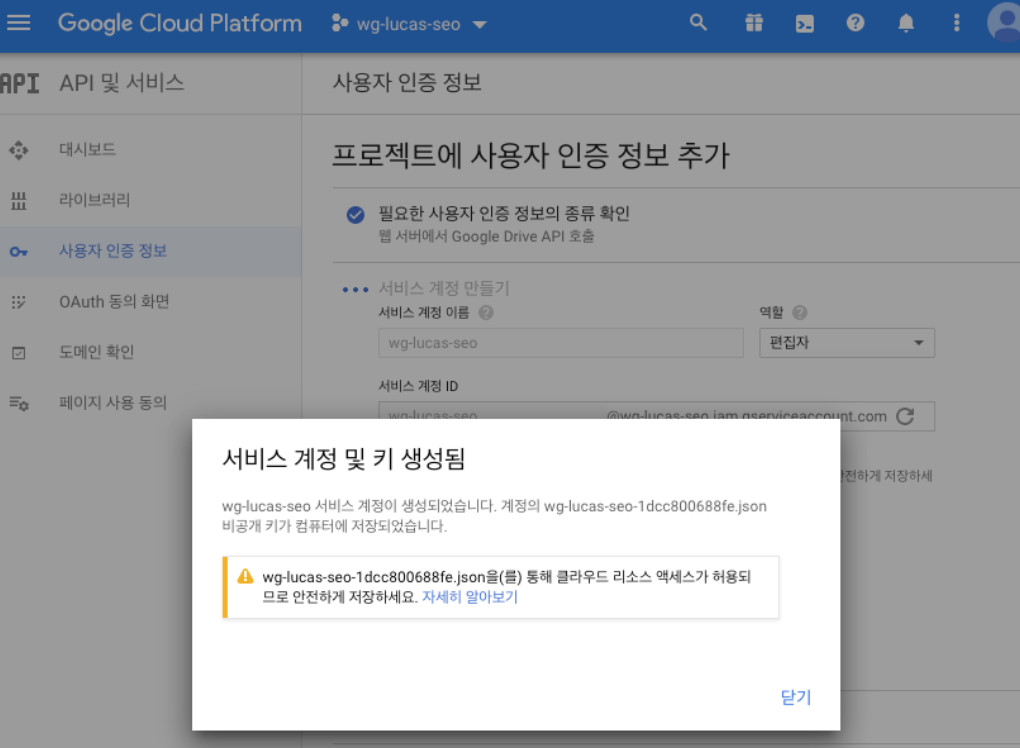 Google Cloud Platform
wg-lucas-seo
API API 및 서비스
사용자 인증 정보
대시보드
라이브러리
사용자 인증 정보
OAuth 동의 화면
도메인 확인
페이지 사용 동의
프로젝트에 사용자 인증 정보 추가
필요한 사용자 인증 정보의 종류 확인
웹 서버에서 Google Drive API 호출
서비스 계정 만들기
서비스 계정 이름
역할
wg-lucas-seo
편집자
서비스 계정 ID
wg-lucas-seo @wg-lucas-seo.iam.gserviceaccount.com
전하게 저장하세
서비스 계정 및 키 생성됨
wg-lucas-seo 서비스 계정이 생성되었습니다. 계정의 wg-lucas-seo-1dcc800688fe.json
비공개 키가 컴퓨터에 저장되었습니다.
wg-lucas-seo-1dcc800688fe.json을(를) 통해 클라우드 리소스 액세스가 허용되
므로 안전하게 저장하세요. 자세히 알아보기
닫기